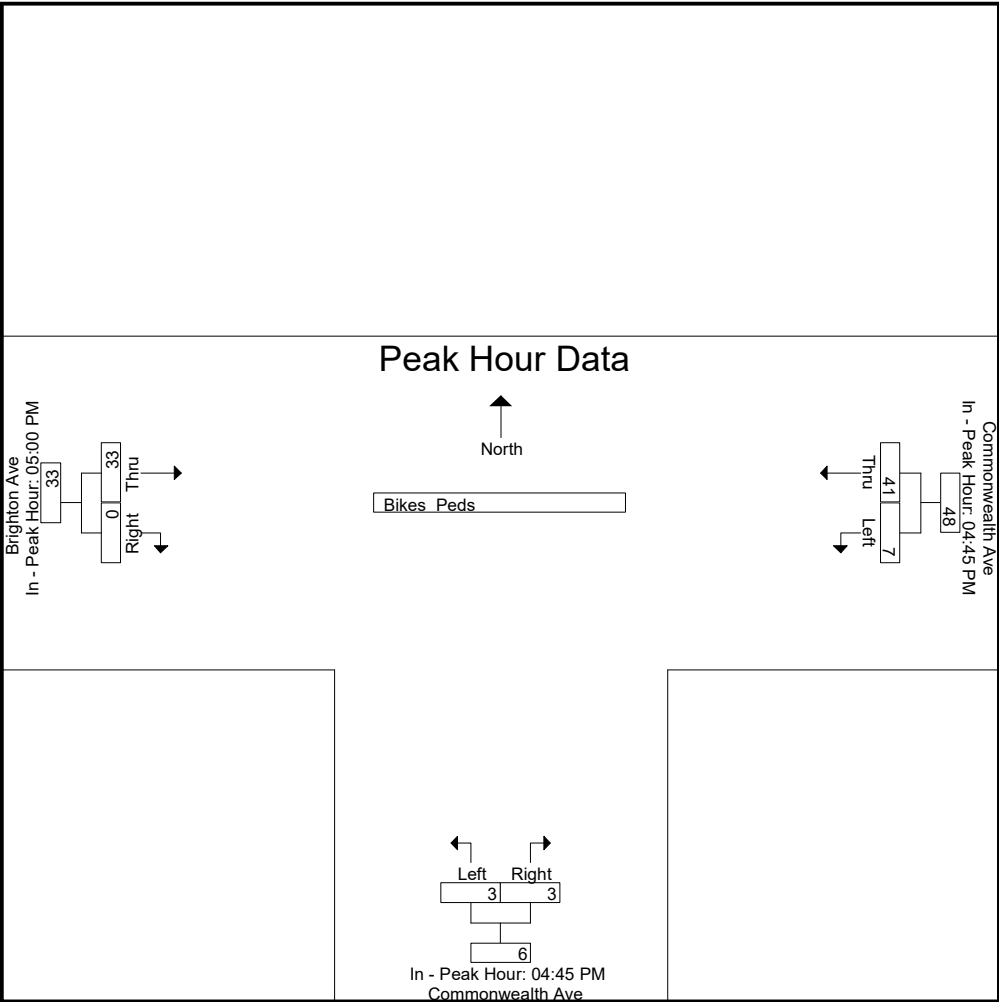 Peak Hour Data
North
Bikes Peds
Brighton Ave
In - Peak Hour: 05:00 PM
33
33
0
Thru
Right
Commonwealth Ave
In - Peak Hour: 04:45 PM
48
41
7
Thru
Left
Left Right
3 3
6
In - Peak Hour: 04:45 PM
Commonwealth Ave